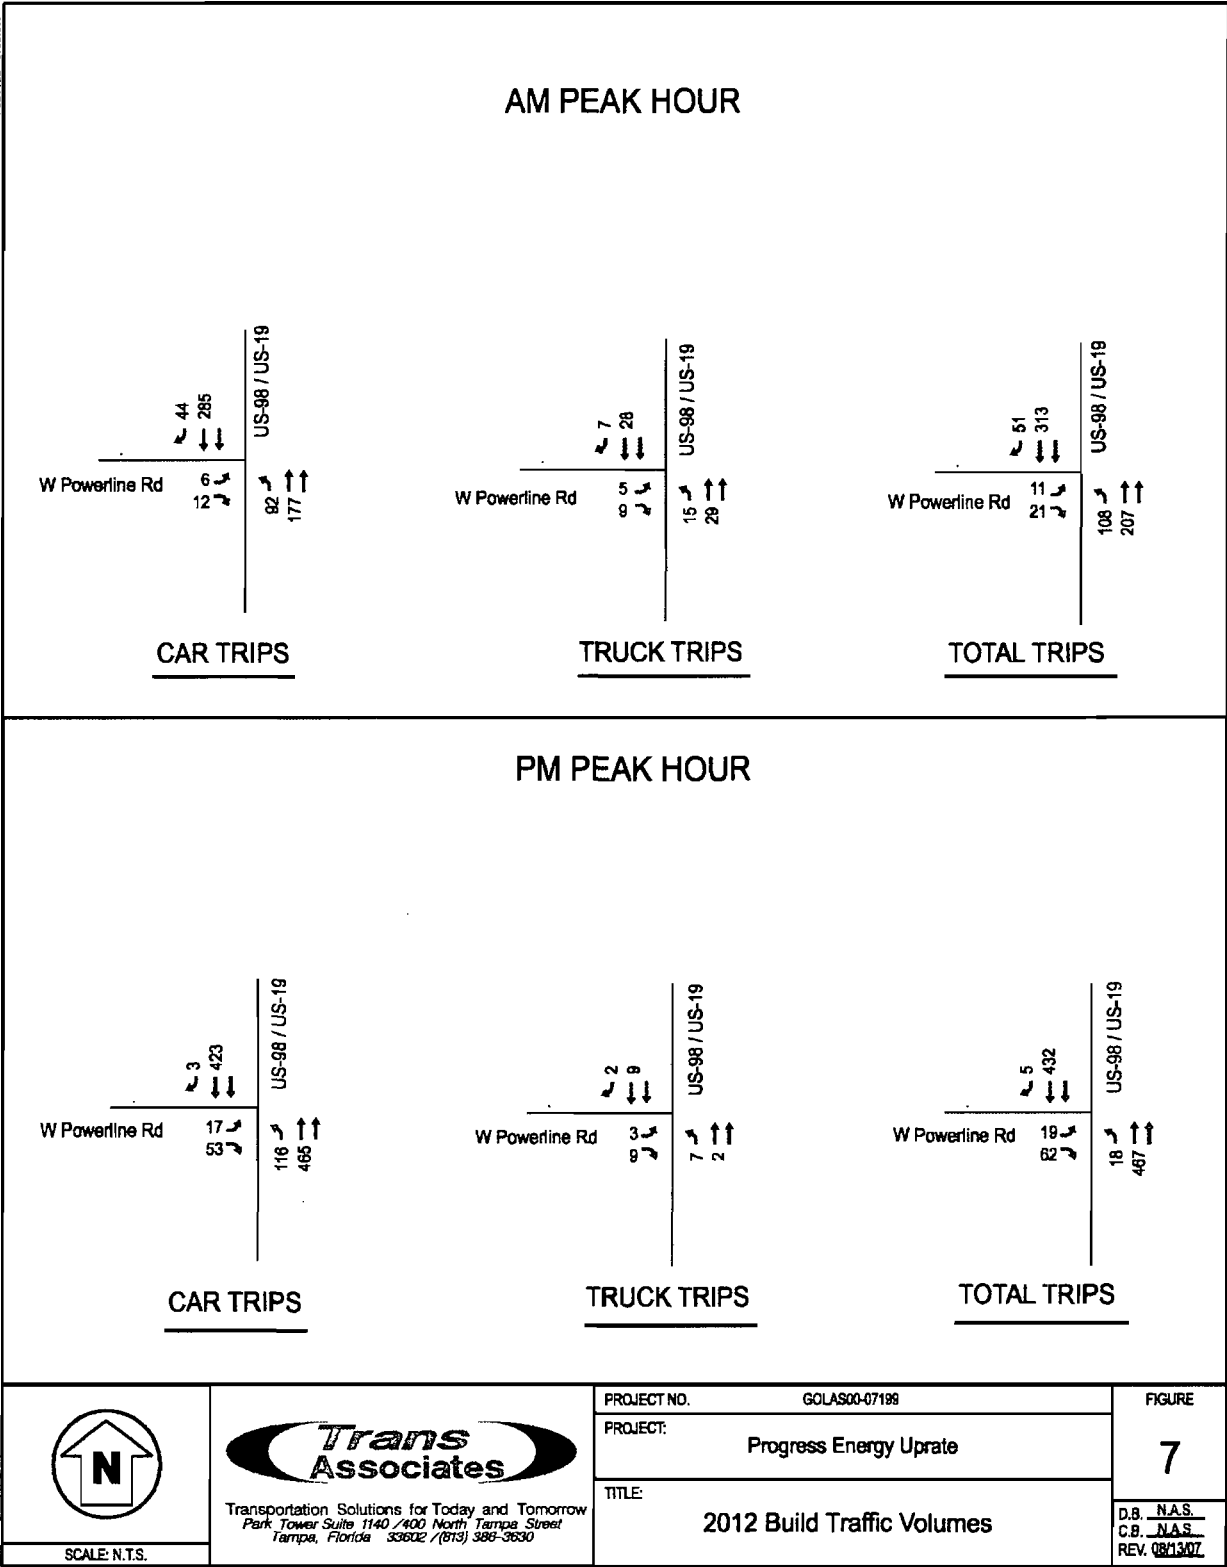 AM PEAK HOUR
US-98 / US-19
44
285
W Powerline Rd
6
12
92
177
CAR TRIPS
US-98 / US-19
7
28
W Powerline Rd
5
9
15
29
TRUCK TRIPS
US-98 / US-19
51
313
W Powerline Rd
11
21
108
207
TOTAL TRIPS
PM PEAK HOUR
US-98 / US-19
3
423
W Powerline Rd
17
53
116
465
CAR TRIPS
US-98 / US-19
2
9
W Powerline Rd
3
9
7
2
TRUCK TRIPS
US-98 / US-19
5
432
W Powerline Rd
19
62
18
467
TOTAL TRIPS
N
SCALE: N.T.S.
Trans
Associates
Transportation Solutions for Today and Tomorrow
Park Tower Suite 1140 / 400 North Tampa Street
Tampa, Florida 33602 / (813) 386-3630
PROJECT NO. GOLAS00-07199
PROJECT:
Progress Energy Uprate
TITLE:
2012 Build Traffic Volumes
FIGURE
7
D.B. N.A.S.
C.B. N.A.S.
REV. 08/13/07